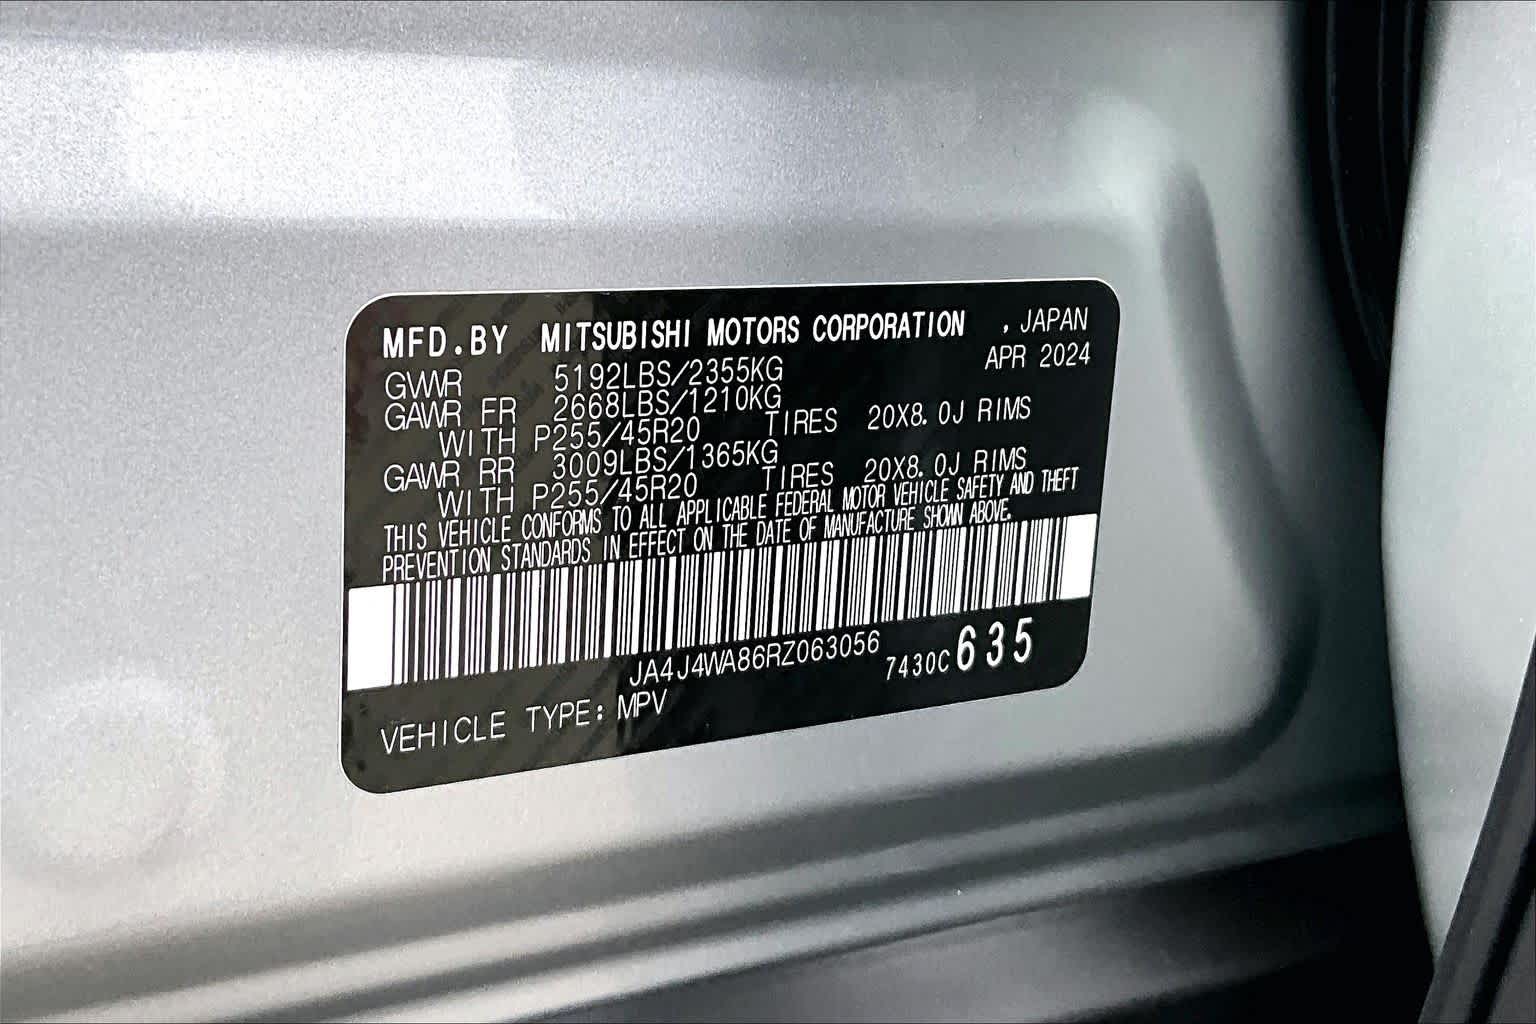 MFD.BY MITSUBISHI MOTORS CORPORATION , JAPAN
APR 2024
GVWR 5192LBS/2355KG
GAWR FR 2668LBS/1210KG
WITH P255/45R20 TIRES 20X8.0J RIMS
GAWR RR 3009LBS/1365KG
WITH P255/45R20 TIRES 20X8.0J RIMS
THIS VEHICLE CONFORMS TO ALL APPLICABLE FEDERAL MOTOR VEHICLE SAFETY AND THEFT
PREVENTION STANDARDS IN EFFECT ON THE DATE OF MANUFACTURE SHOWN ABOVE.
JA4J4WA86RZ063056 7430C 635
VEHICLE TYPE: MPV